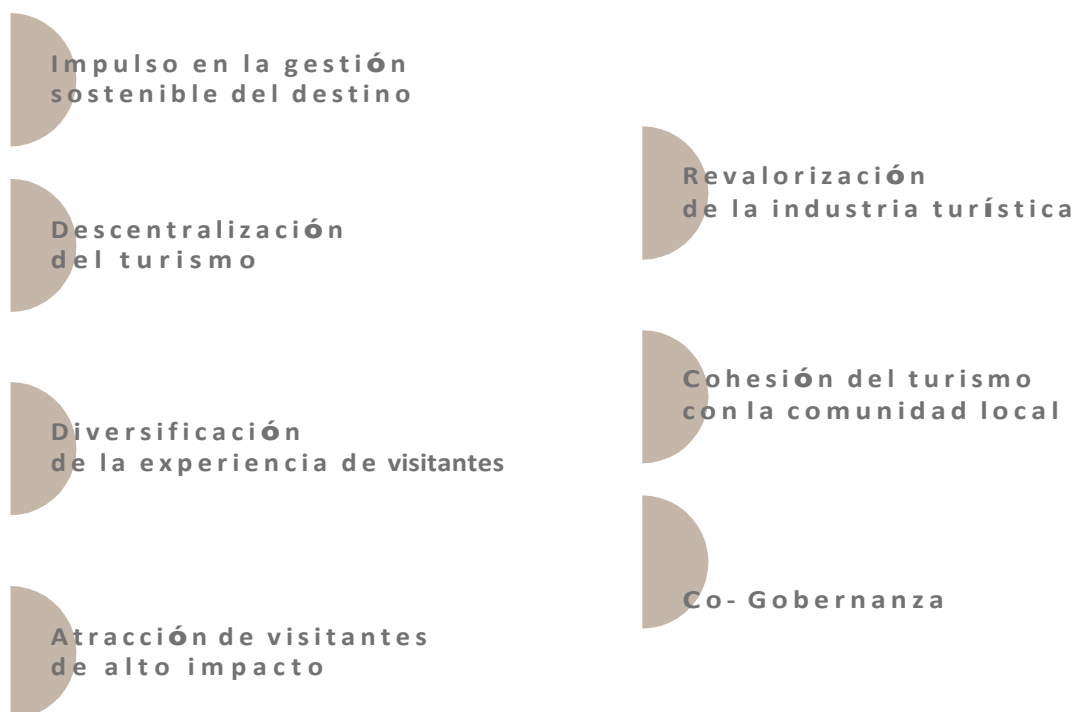 Impulso en la gestión
sostenible del destino
Descentralización
del turismo
Diversificación
de la experiencia de visitantes
Atracción de visitantes
de alto impacto
Revalorización
de la industria turística
Cohesión del turismo
con la comunidad local
Co- Gobernanza